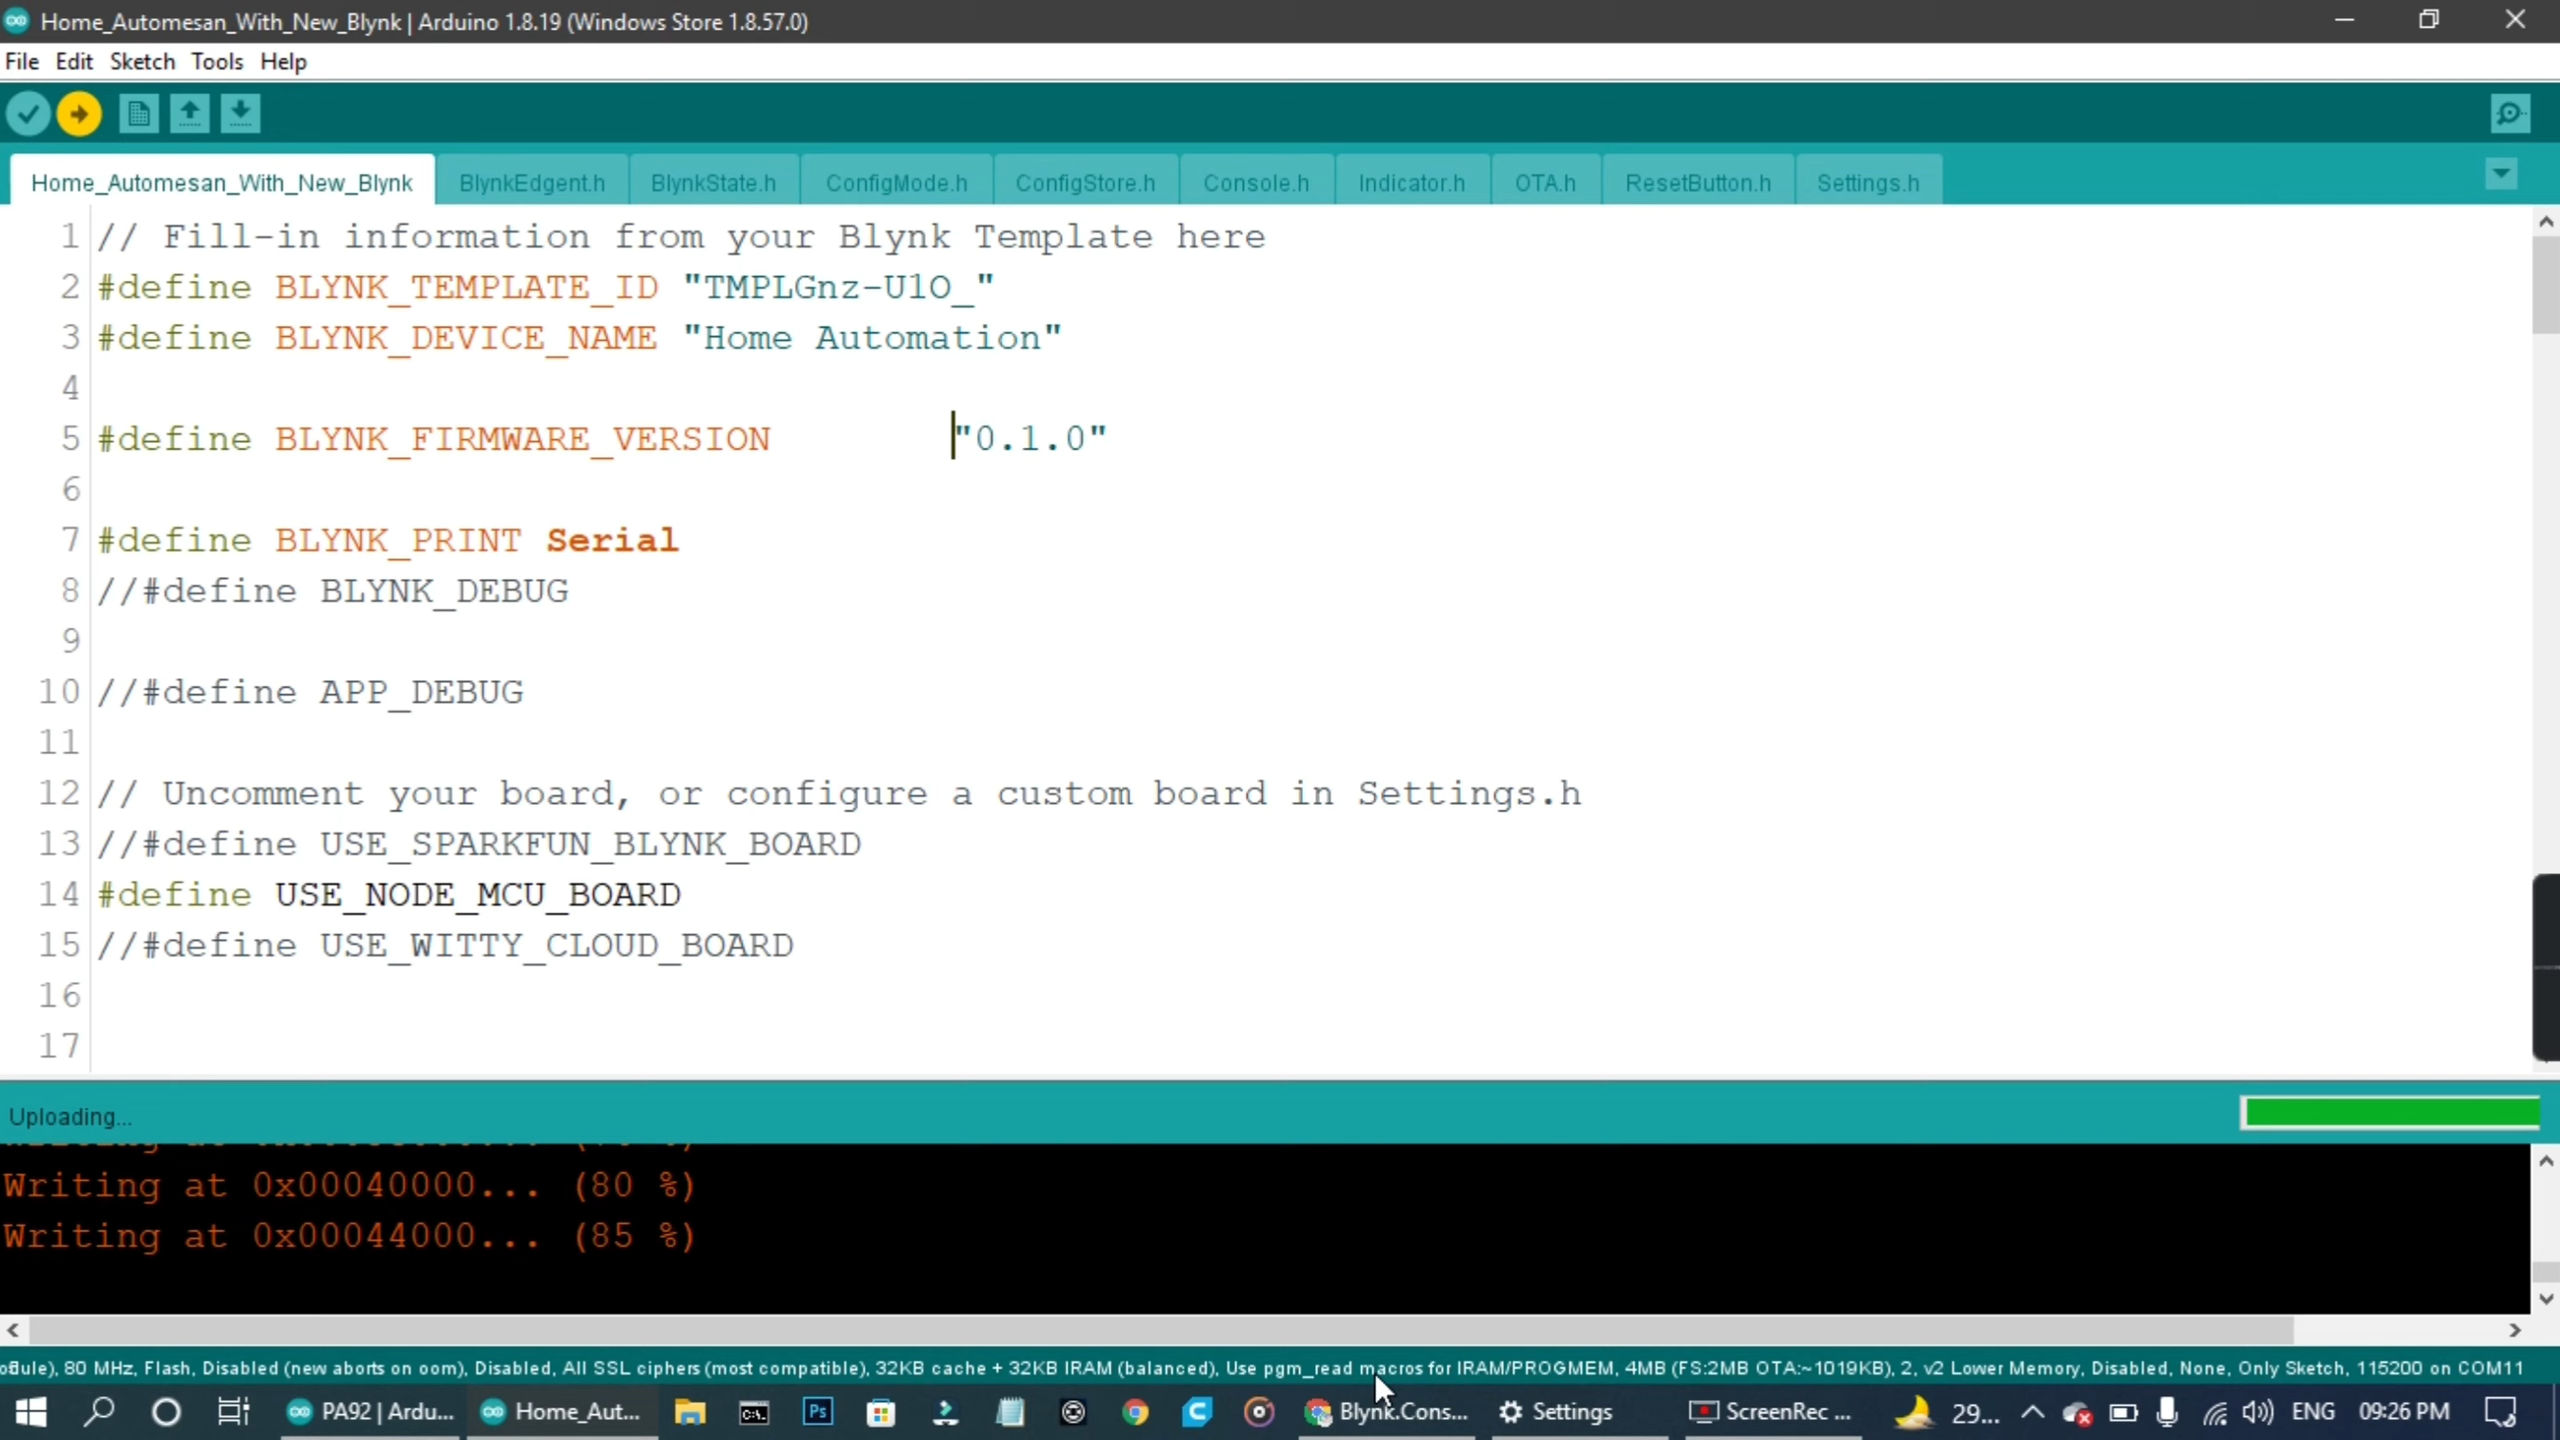 Home_Automesan_With_New_Blynk | Arduino 1.8.19 (Windows Store 1.8.57.0)
File Edit Sketch Tools Help
Home_Automesan_With_New_Blynk BlynkEdgent.h BlynkState.h ConfigMode.h ConfigStore.h Console.h Indicator.h OTA.h ResetButton.h Settings.h
1 // Fill-in information from your Blynk Template here
2 #define BLYNK_TEMPLATE_ID "TMPLGnz-U1O_"
3 #define BLYNK_DEVICE_NAME "Home Automation"
4
5 #define BLYNK_FIRMWARE_VERSION "0.1.0"
6
7 #define BLYNK_PRINT Serial
8 //#define BLYNK_DEBUG
9
10 //#define APP_DEBUG
11
12 // Uncomment your board, or configure a custom board in Settings.h
13 //#define USE_SPARKFUN_BLYNK_BOARD
14 #define USE_NODE_MCU_BOARD
15 //#define USE_WITTY_CLOUD_BOARD
16
17
Uploading...
Writing at 0x00040000... (80 %)
Writing at 0x00044000... (85 %)
80 MHz, Flash, Disabled (new aborts on oom), Disabled, All SSL ciphers (most compatible), 32KB cache + 32KB IRAM (balanced), Use pgm_read macros for IRAM/PROGMEM, 4MB (FS:2MB OTA:~1019KB), 2, v2 Lower Memory, Disabled, None, Only Sketch, 115200 on COM11
PA92 | Ardu... Home_Aut... Ps Blynk.Cons... Settings ScreenRec ... 29... ENG 09:26 PM